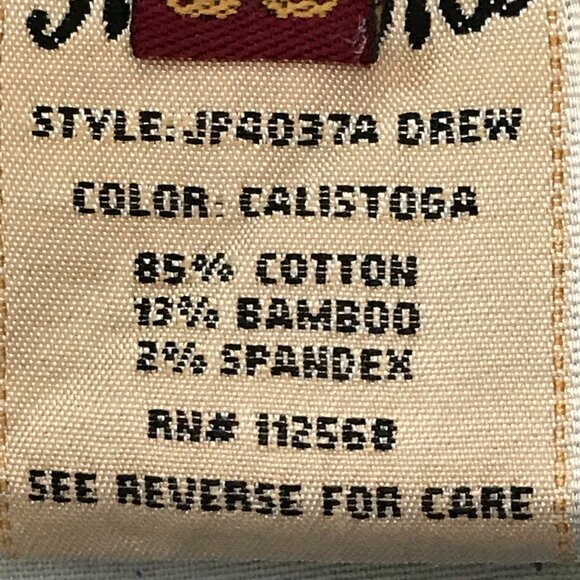 STYLE: JP4037A DREW
COLOR: CALISTOGA
85% COTTON
13% BAMBOO
2% SPANDEX
RN# 112568
SEE REVERSE FOR CARE